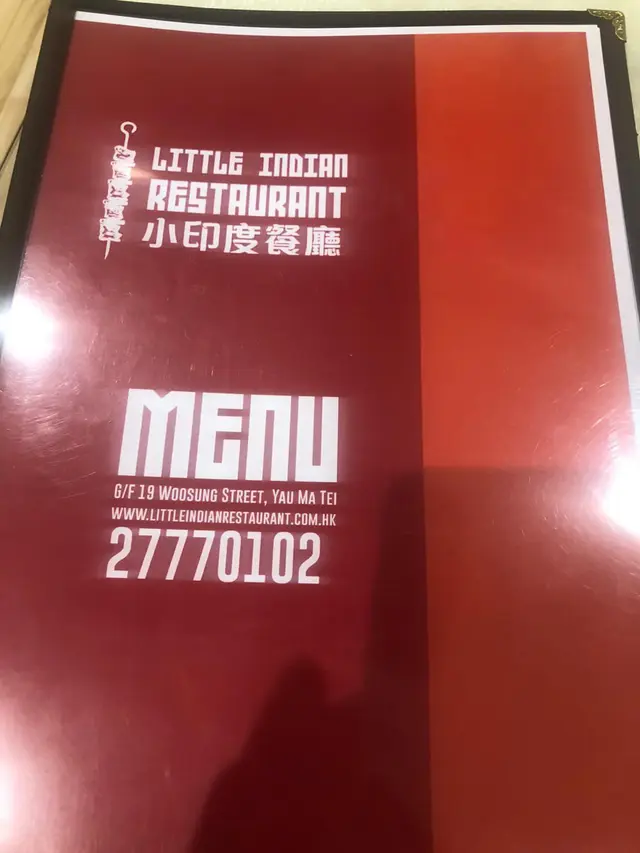 LITTLE INDIAN
RESTAURANT
小印度餐廳
MENU
G/F 19 WOOSUNG STREET, YAU MA TEI
WWW.LITTLEINDIANRESTAURANT.COM.HK
27770102